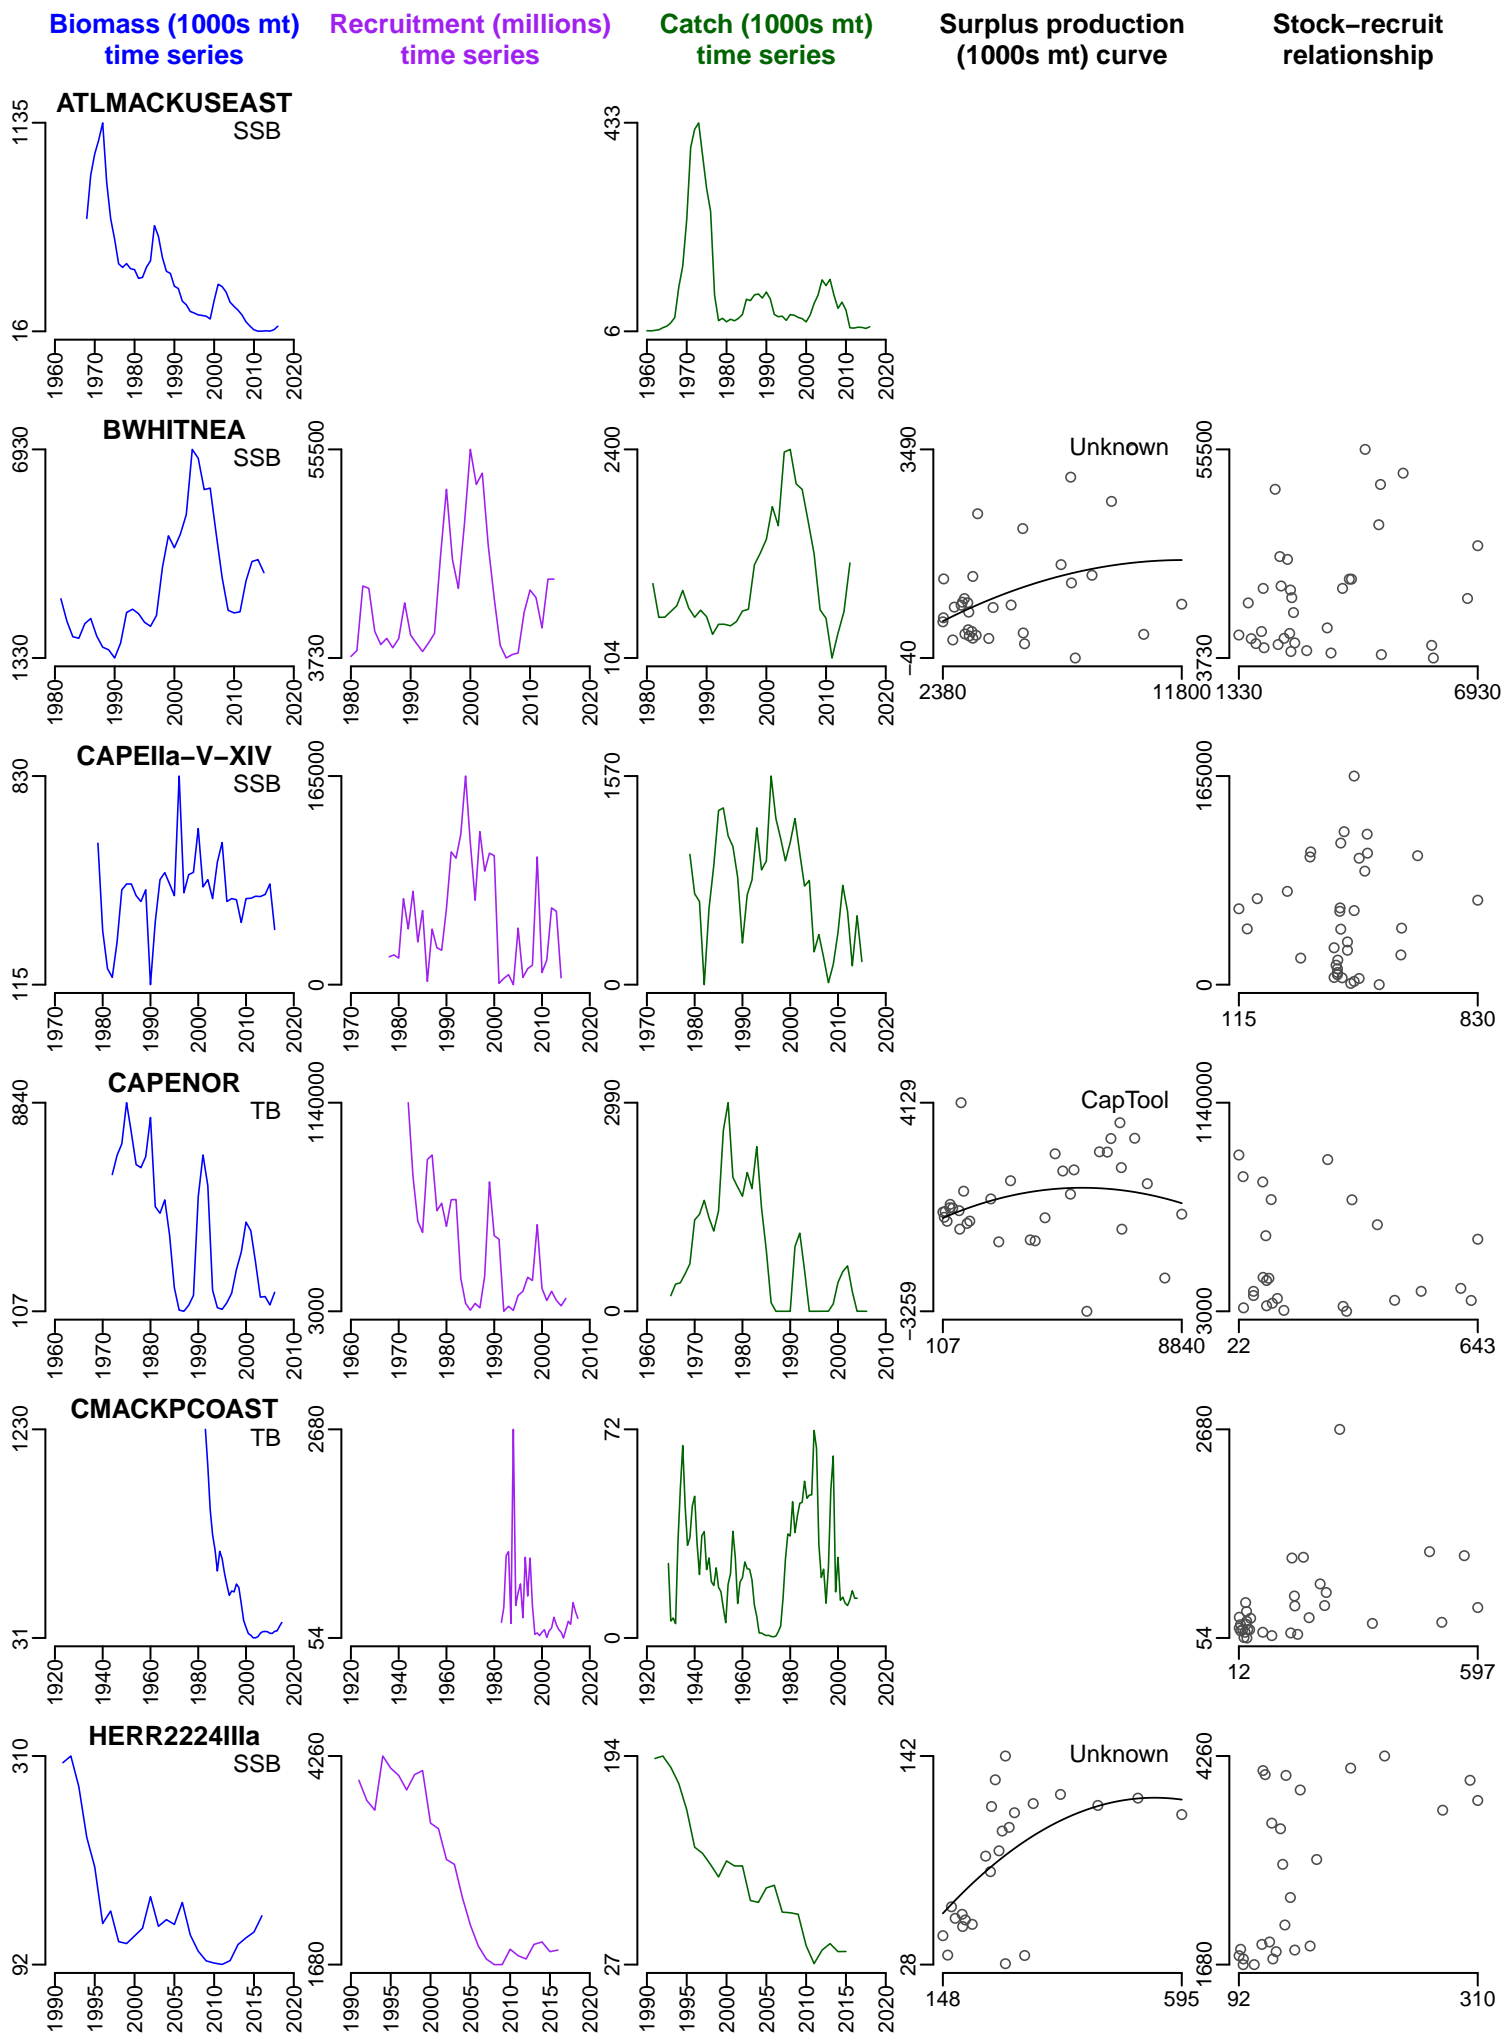 Biomass (1000s mt)
time series
Recruitment (millions)
time series
Catch (1000s mt)
time series
Surplus production
(1000s mt) curve
Stock−recruit
relationship
ATLMACKUSEAST
SSB
16 1135
1960 1970 1980 1990 2000 2010 2020
6 433
1960 1970 1980 1990 2000 2010 2020
BWHITNEA
SSB
1330 6930
1980 1990 2000 2010 2020
3730 55500
1980 1990 2000 2010 2020
104 2400
1980 1990 2000 2010 2020
Unknown
−40 3490
2380 11800
3730 55500
1330 6930
CAPEIIa−V−XIV
SSB
115 830
1970 1980 1990 2000 2010 2020
0 165000
1970 1980 1990 2000 2010 2020
0 1570
1970 1980 1990 2000 2010 2020
0 165000
115 830
CAPENOR
TB
107 8840
1960 1970 1980 1990 2000 2010
3000 1140000
1960 1970 1980 1990 2000 2010
0 2990
1960 1970 1980 1990 2000 2010
CapTool
−3259 4129
107 8840
3000 1140000
22 643
CMACKPCOAST
TB
31 1230
1920 1940 1960 1980 2000 2020
54 2680
1920 1940 1960 1980 2000 2020
0 72
1920 1940 1960 1980 2000 2020
54 2680
12 597
HERR2224IIIa
SSB
92 310
1990 1995 2000 2005 2010 2015 2020
1680 4260
1990 1995 2000 2005 2010 2015 2020
27 194
1990 1995 2000 2005 2010 2015 2020
Unknown
28 142
148 595
1680 4260
92 310